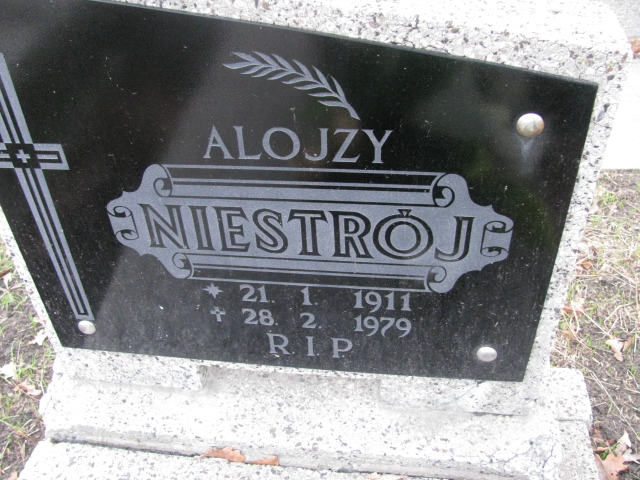 ALOJZY
NIESTRÓJ
* 21. 1. 1911
✝ 28. 2. 1979
R.I.P.